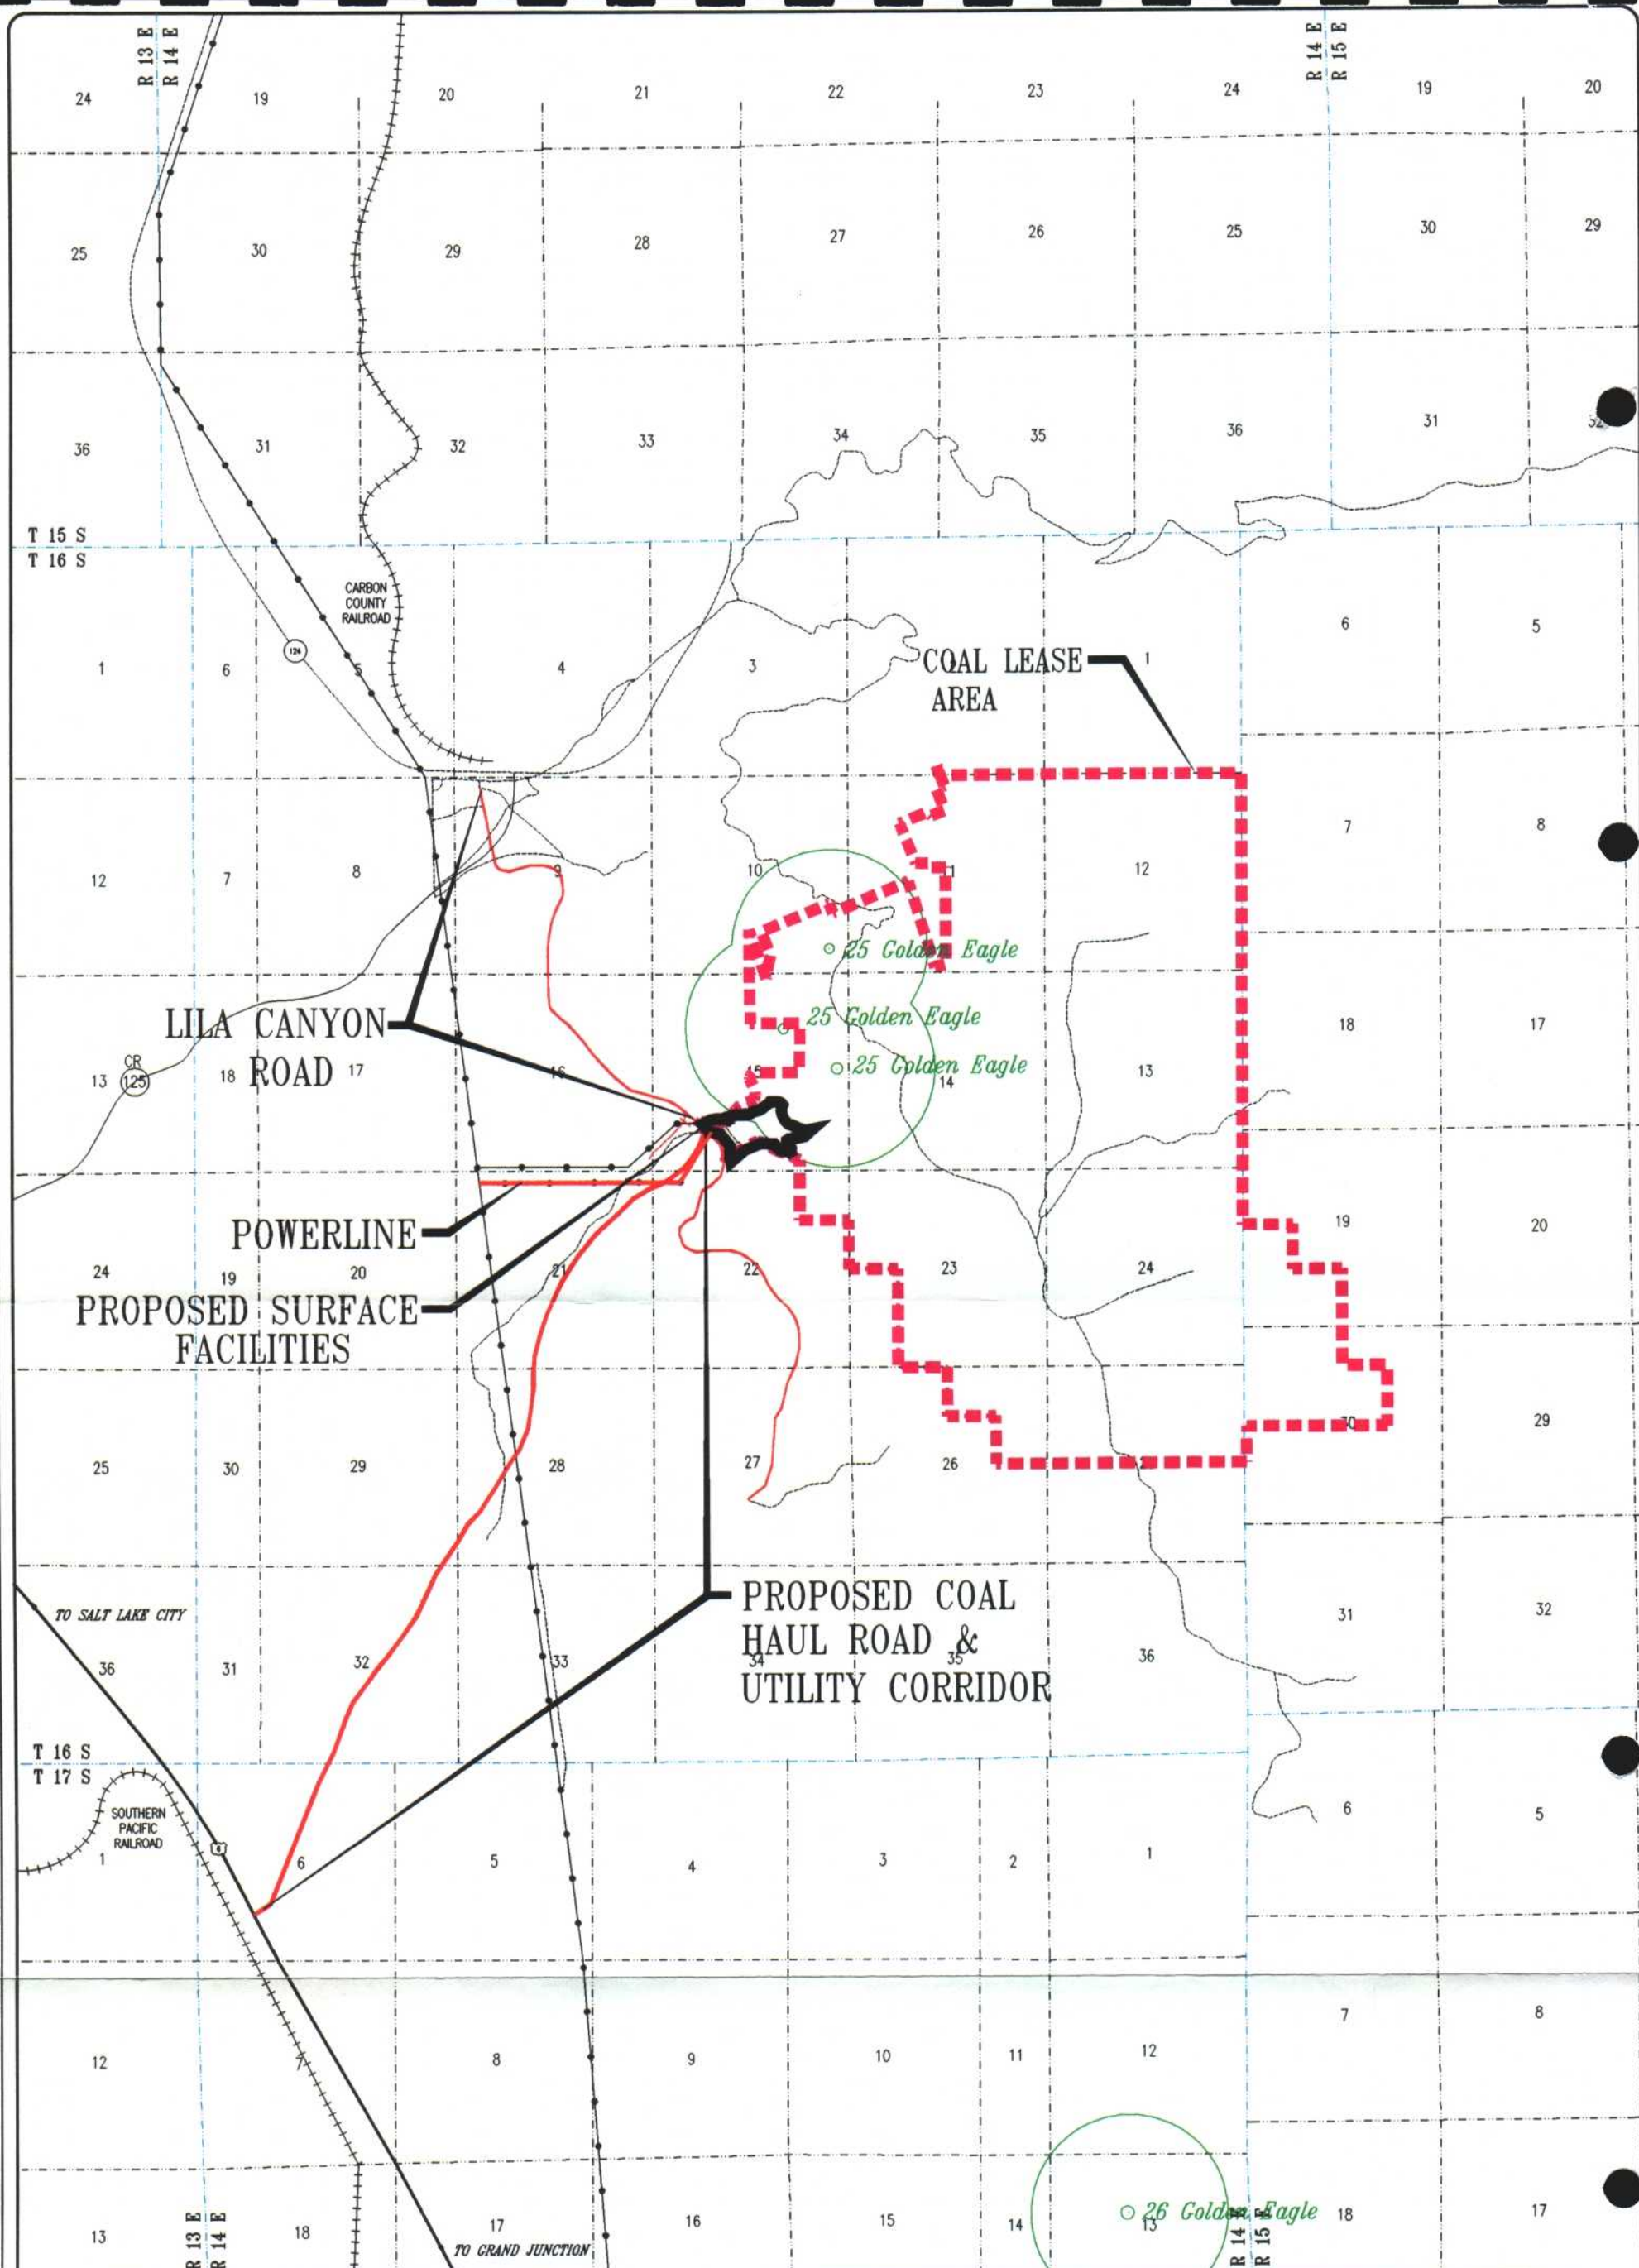 R 13 E
R 14 E
R 14 E
R 15 E
24 19 20 21 22 23 24 19 20
25 30 29 28 27 26 25 30 29
36 31 32 33 34 35 36 31 32
T 15 S
T 16 S
CARBON
COUNTY
RAILROAD
124
1 6 5 4 3 1 6 5
COAL LEASE
AREA
12 7 8 9 10 11 12 7 8
25 Golden Eagle
25 Golden Eagle
25 Golden Eagle
LILA CANYON
ROAD
CR
125
13 18 17 16 15 14 13 18 17
POWERLINE
24 19 20 21 22 23 24 19 20
PROPOSED SURFACE
FACILITIES
25 30 29 28 27 26 30 29
TO SALT LAKE CITY
PROPOSED COAL
HAUL ROAD &
UTILITY CORRIDOR
36 31 32 33 34 35 36 31 32
T 16 S
T 17 S
SOUTHERN
PACIFIC
RAILROAD
6
1 6 5 4 3 2 1 6 5
12 7 8 9 10 11 12 7 8
26 Golden Eagle
13 18 17 16 15 14 13 18 17
TO GRAND JUNCTION
R 13 E
R 14 E
R 14 E
R 15 E